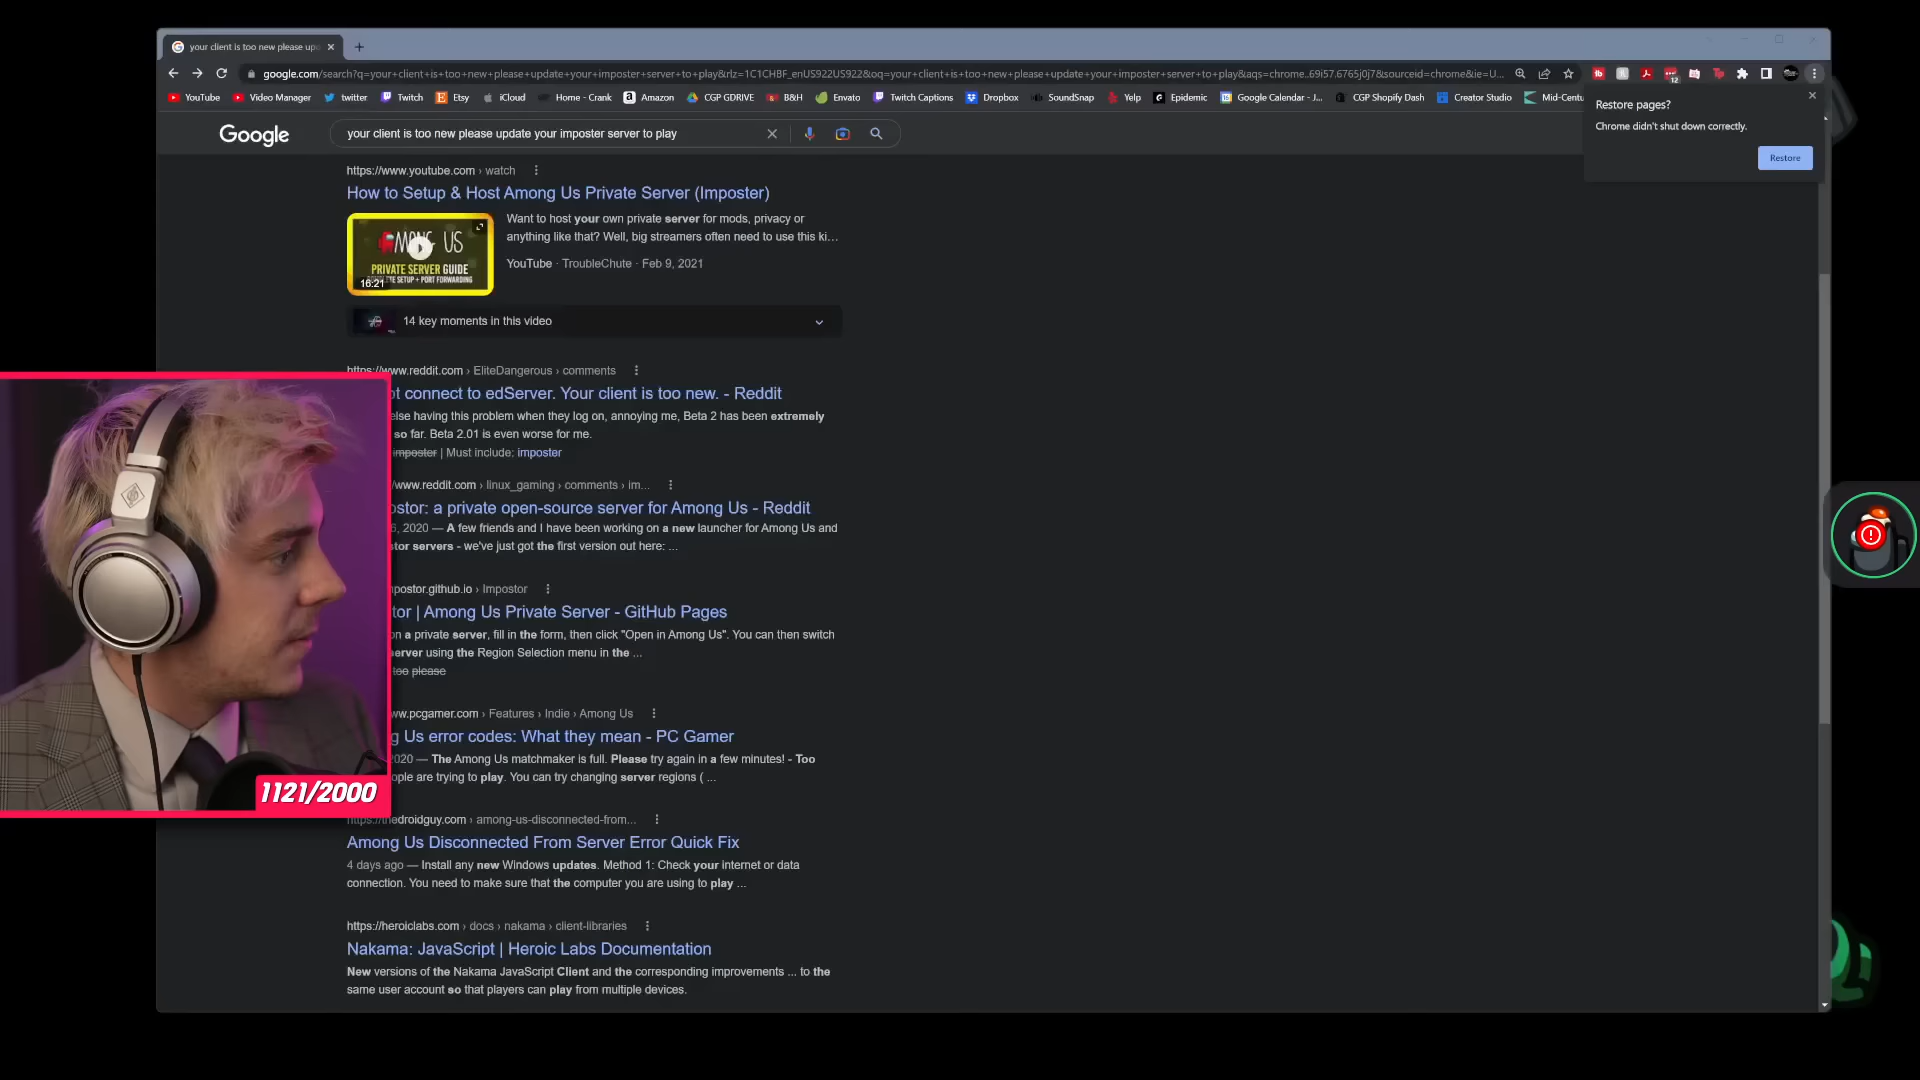 your client is too new please up
google.com/search?q=your+client+is+too+new+please+update+your+imposter+server+to+play&rlz=1C1CHBF_enUS922US922&oq=your+client+is+too+new+please+update+your+imposter+server+to+play&aqs=chrome..69i57.6765j0j7&sourceid=chrome&ie=U...
YouTube Video Manager twitter Twitch Etsy iCloud Home - Crank Amazon CGP GDRIVE B&H Envato Twitch Captions Dropbox SoundSnap Yelp Epidemic Google Calendar - J... CGP Shopify Dash Creator Studio Mid-Centu
Restore pages?
Chrome didn't shut down correctly.
Restore
Google your client is too new please update your imposter server to play
https://www.youtube.com › watch
How to Setup & Host Among Us Private Server (Imposter)
AMONG US
PRIVATE SERVER GUIDE
SETUP + PORT FORWARDING
16:21
Want to host your own private server for mods, privacy or
anything like that? Well, big streamers often need to use this ki...
YouTube · TroubleChute · Feb 9, 2021
14 key moments in this video
https://www.reddit.com › EliteDangerous › comments
ot connect to edServer. Your client is too new. - Reddit
else having this problem when they log on, annoying me, Beta 2 has been extremely
so far. Beta 2.01 is even worse for me.
imposter | Must include: imposter
/www.reddit.com › linux_gaming › comments › im...
ostor: a private open-source server for Among Us - Reddit
6, 2020 — A few friends and I have been working on a new launcher for Among Us and
tor servers - we've just got the first version out here: ...
postor.github.io › Impostor
tor | Among Us Private Server - GitHub Pages
on a private server, fill in the form, then click "Open in Among Us". You can then switch
erver using the Region Selection menu in the ...
too please
ww.pcgamer.com › Features › Indie › Among Us
g Us error codes: What they mean - PC Gamer
2020 — The Among Us matchmaker is full. Please try again in a few minutes! - Too
ople are trying to play. You can try changing server regions ( ...
1121/2000
https://thedroidguy.com › among-us-disconnected-from...
Among Us Disconnected From Server Error Quick Fix
4 days ago — Install any new Windows updates. Method 1: Check your internet or data
connection. You need to make sure that the computer you are using to play ...
https://heroiclabs.com › docs › nakama › client-libraries
Nakama: JavaScript | Heroic Labs Documentation
New versions of the Nakama JavaScript Client and the corresponding improvements ... to the
same user account so that players can play from multiple devices.